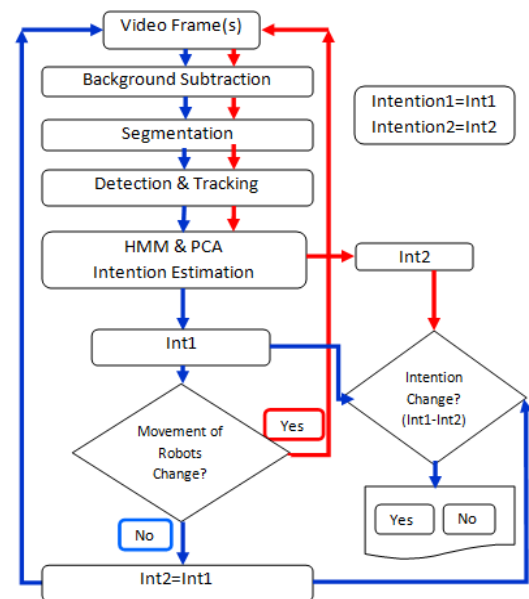 Video Frame(s)
Background Subtraction
Segmentation
Detection & Tracking
HMM & PCA
Intention Estimation
Intention1=Int1
Intention2=Int2
Int2
Int1
Intention
Change?
(Int1-Int2)
Movement of
Robots
Change?
Yes
No
Yes
No
Int2=Int1